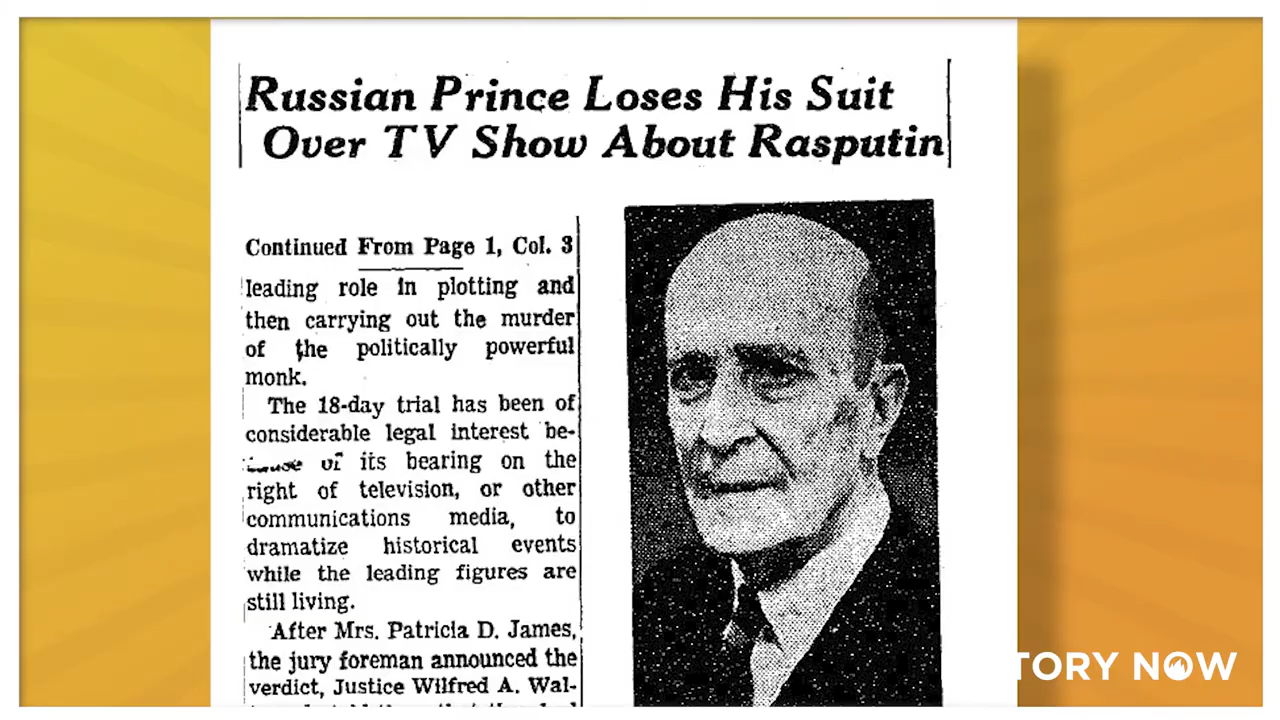 Russian Prince Loses His Suit
Over TV Show About Rasputin
Continued From Page 1, Col. 3
leading role in plotting and
then carrying out the murder
of the politically powerful
monk.
The 18-day trial has been of
considerable legal interest be-
of its bearing on the
right of television, or other
communications media, to
dramatize historical events
while the leading figures are
still living.
After Mrs. Patricia D. James,
the jury foreman announced the
verdict, Justice Wilfred A. Wal-
TORY NOW